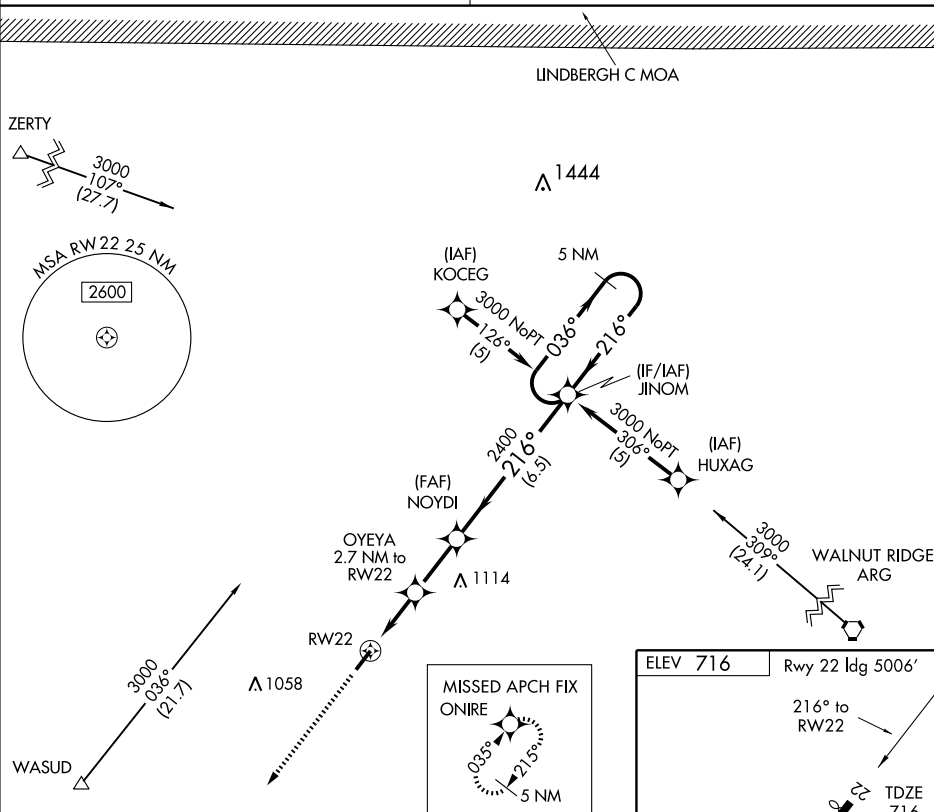 LINDBERGH C MOA
ZERTY
3000
107°
(27.7)
1444
MSA RW22 25 NM
2600
(IAF)
KOCEG
5 NM
3000 NoPT
126°
(5)
036°
216°
(IF/IAF)
JINOM
3000 NoPT
306°
(5)
(IAF)
HUXAG
2400
216°
(6.5)
(FAF)
NOYDI
OYEYA
2.7 NM to
RW22
1114
3000
309°
(24.1)
WALNUT RIDGE
ARG
RW22
1058
3000
036°
(21.7)
WASUD
MISSED APCH FIX
ONIRE
035°
215°
5 NM
ELEV 716
Rwy 22 ldg 5006'
216° to
RW22
22
TDZE
716